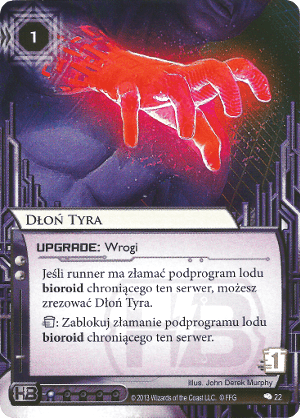 1
Dłoń Tyra
UPGRADE: Wrogi
Jeśli runner ma złamać podprogram lodu
bioroid chroniącego ten serwer, możesz
zrezować Dłoń Tyra.
: Zablokuj złamanie podprogramu lodu
bioroid chroniącego ten serwer.
1
HB
Illus. John Derek Murphy
© 2013 Wizards of the Coast LLC. © FFG
22